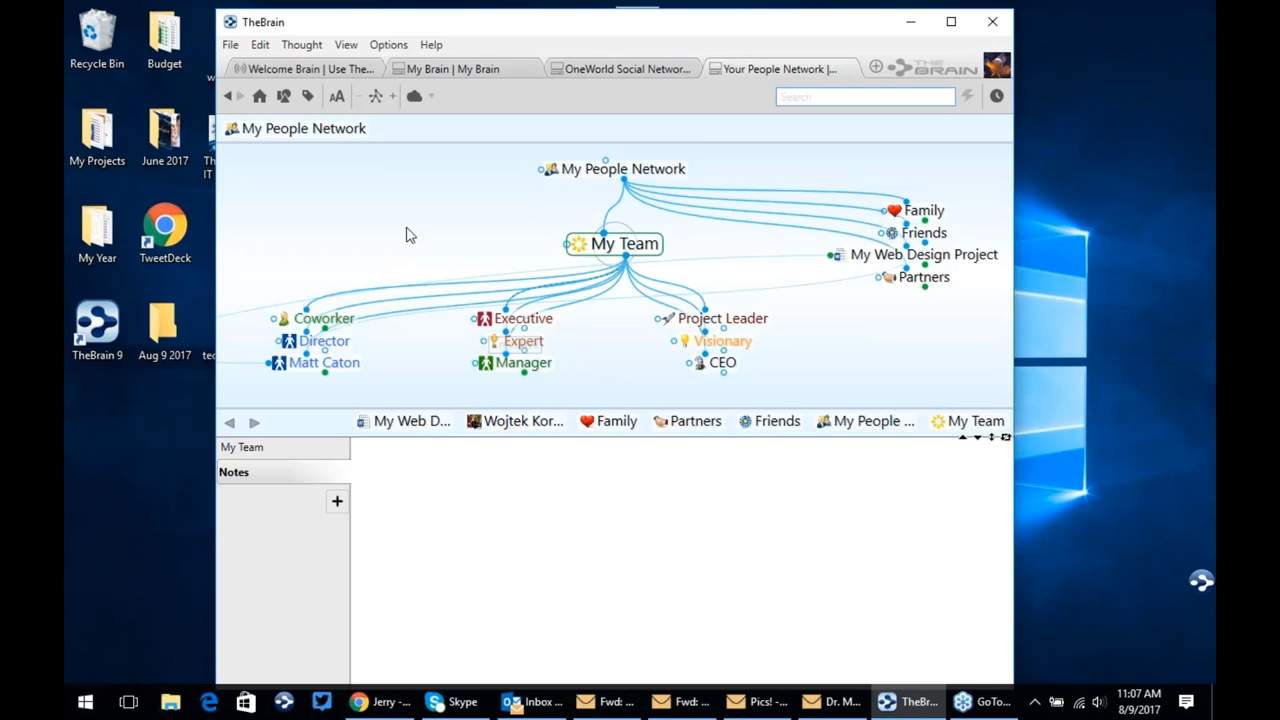 Recycle Bin
Budget
My Projects
June 2017
My Year
TweetDeck
TheBrain 9
Aug 9 2017
TheBrain
File Edit Thought View Options Help
Welcome Brain | Use The...
My Brain | My Brain
OneWorld Social Networ...
Your People Network |...
THE BRAIN
AA
Search
My People Network
My People Network
Family
Friends
My Team
My Web Design Project
Partners
Coworker
Executive
Project Leader
Director
Expert
Visionary
Matt Caton
Manager
CEO
My Web D...
Wojtek Kor...
Family
Partners
Friends
My People ...
My Team
My Team
Notes
Jerry -...
Skype
Inbox ...
Fwd: ...
Fwd: ...
Pics! -...
Dr. M...
TheBr...
GoTo...
11:07 AM
8/9/2017